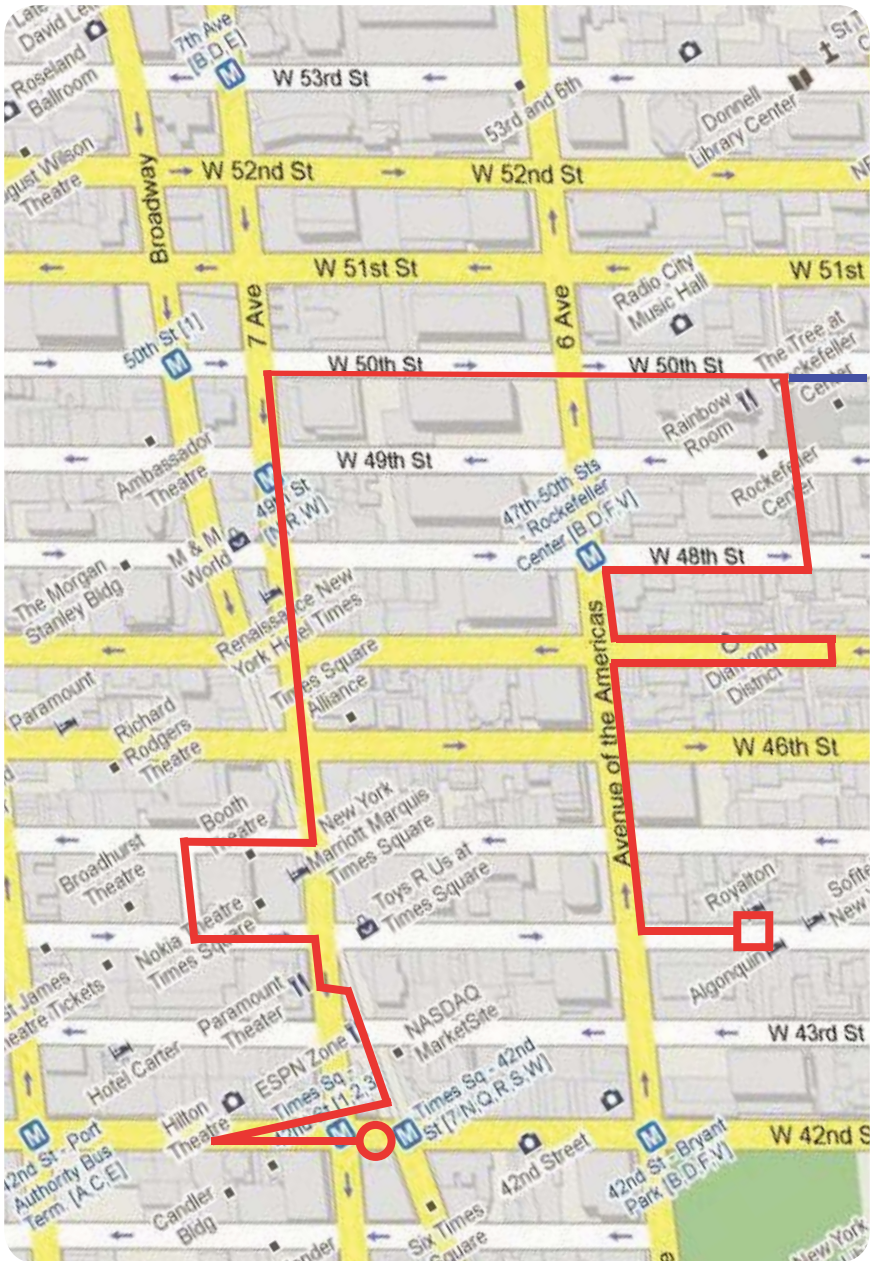 Late
David Let
Roseland
Ballroom
7th Ave
[B,D,E]
W 53rd St
53rd and 6th
Donnell
Library Center
St T
gust Wilson
Theatre
Broadway
W 52nd St
W 52nd St
W 51st St
W 51st
7 Ave
6 Ave
Radio City
Music Hall
50th St [1]
W 50th St
W 50th St
The Tree at
Rockefeller
Center
Rainbow
Room
Ambassador
Theatre
W 49th St
Rockefeller
Center
49th St
[N,R,W]
47th-50th Sts
- Rockefeller
Center [B,D,F,V]
M & M
World
W 48th St
The Morgan
Stanley Bldg
Renaissance New
York Hotel Times
Times Square
Alliance
Diamond
District
Avenue of the Americas
Paramount
Richard
Rodgers
Theatre
W 46th St
Booth
Theatre
New York
Marriott Marquis
Times Square
Broadhurst
Theatre
Toys R Us at
Times Square
Royalton
Sofite
New Y
Nokia Theatre
Times Square
Algonquin
St James
eatre Tickets
Paramount
Theater
NASDAQ
MarketSite
W 43rd St
Hotel Carter
ESPN Zone
Hilton
Theatre
Times Sq -
42nd St [1,2,3
Times Sq - 42nd
St [7,N,Q,R,S,W]
W 42nd S
42nd St - Port
Authority Bus
Term. [A,C,E]
42nd Street
42nd St - Bryant
Park [B,D,F,V]
Candler
Bldg
Six Times
Square
New York